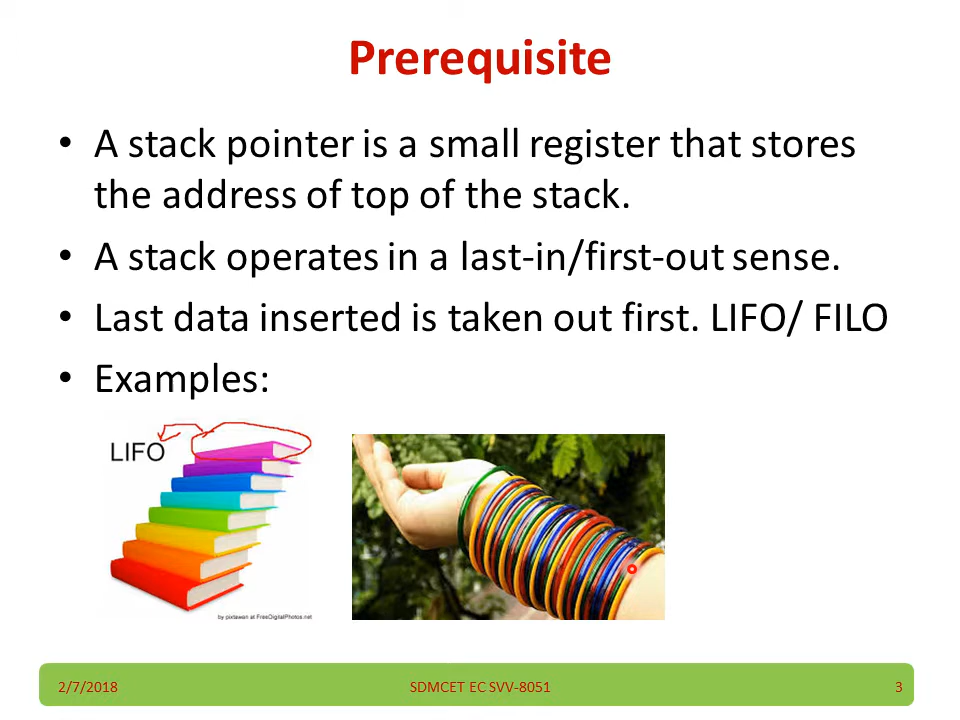 Prerequisite
• A stack pointer is a small register that stores
the address of top of the stack.
• A stack operates in a last-in/first-out sense.
• Last data inserted is taken out first. LIFO/ FILO
• Examples:
LIFO
by pixtawan at FreeDigitalPhotos.net
2/7/2018 SDMCET EC SVV-8051 3